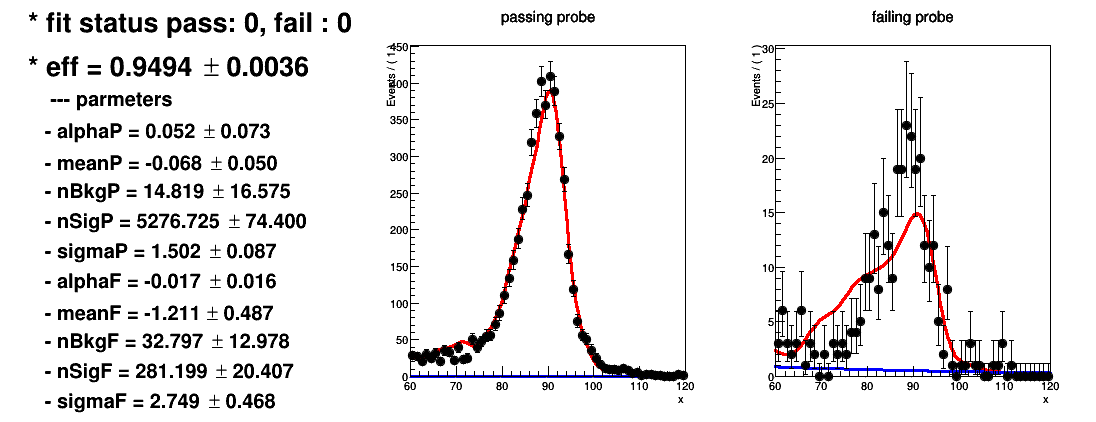 * fit status pass: 0, fail : 0
* eff = 0.9494 ± 0.0036
--- parmeters
- alphaP = 0.052 ± 0.073
- meanP = -0.068 ± 0.050
- nBkgP = 14.819 ± 16.575
- nSigP = 5276.725 ± 74.400
- sigmaP = 1.502 ± 0.087
- alphaF = -0.017 ± 0.016
- meanF = -1.211 ± 0.487
- nBkgF = 32.797 ± 12.978
- nSigF = 281.199 ± 20.407
- sigmaF = 2.749 ± 0.468
passing probe
Events / ( 1 )
450
400
350
300
250
200
150
100
50
0
60 70 80 90 100 110 120
x
failing probe
Events / ( 1 )
30
25
20
15
10
5
0
60 70 80 90 100 110 120
x